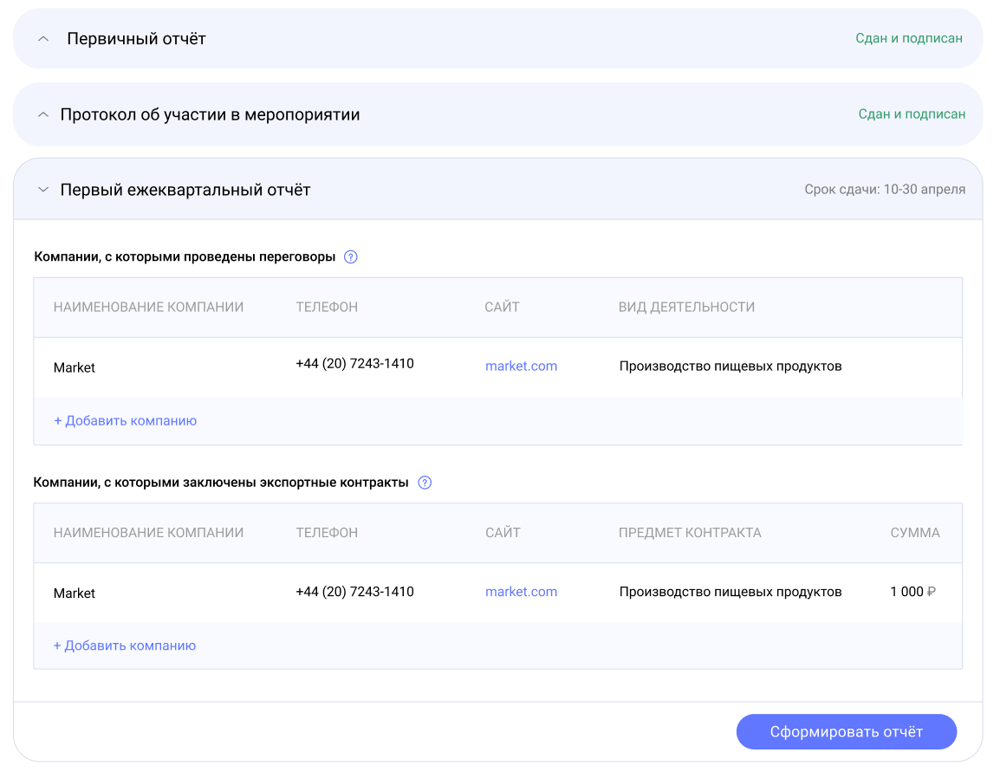 Первичный отчёт Сдан и подписан
Протокол об участии в мероприятии Сдан и подписан
Первый ежеквартальный отчёт Срок сдачи: 10-30 апреля
Компании, с которыми проведены переговоры ?
НАИМЕНОВАНИЕ КОМПАНИИ ТЕЛЕФОН САЙТ ВИД ДЕЯТЕЛЬНОСТИ
Market +44 (20) 7243-1410 market.com Производство пищевых продуктов
+ Добавить компанию
Компании, с которыми заключены экспортные контракты ?
НАИМЕНОВАНИЕ КОМПАНИИ ТЕЛЕФОН САЙТ ПРЕДМЕТ КОНТРАКТА СУММА
Market +44 (20) 7243-1410 market.com Производство пищевых продуктов 1 000 ₽
+ Добавить компанию
Сформировать отчёт